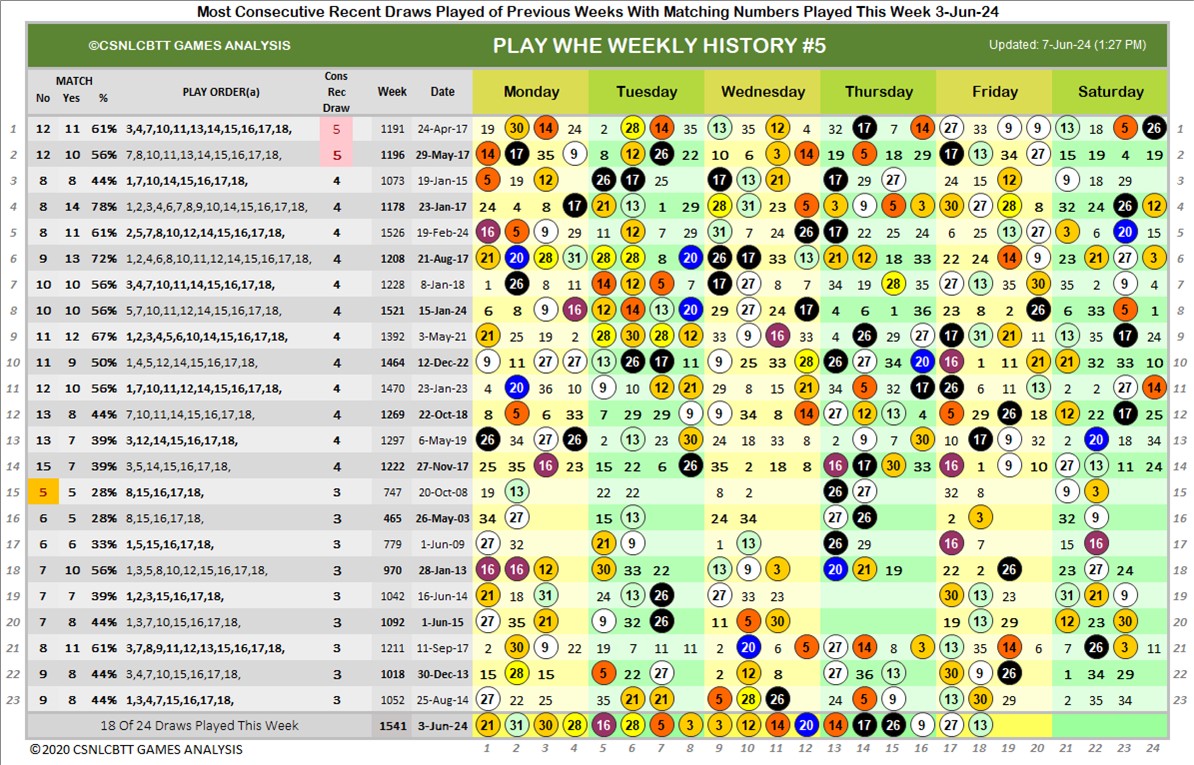 Most Consecutive Recent Draws Played of Previous Weeks With Matching Numbers Played This Week 3-Jun-24
©CSNLCBTT GAMES ANALYSIS PLAY WHE WEEKLY HISTORY #5 Updated: 7-Jun-24 (1:27 PM)
MATCH Cons Rec Draw
No Yes % PLAY ORDER(a) Week Date Monday Tuesday Wednesday Thursday Friday Saturday
1 12 11 61% 3,4,7,10,11,13,14,15,16,17,18, 5 1191 24-Apr-17 19 30 14 24 2 28 14 35 13 35 12 4 32 17 7 14 27 33 9 9 13 18 5 26 1
2 12 10 56% 7,8,10,11,13,14,15,16,17,18, 5 1196 29-May-17 14 17 35 9 8 12 26 22 10 6 3 12 19 5 18 29 17 13 34 27 15 19 4 19 2
3 8 8 44% 1,7,10,14,15,16,17,18, 4 1073 19-Jan-15 5 19 12 26 17 25 17 13 21 17 29 27 24 15 12 9 18 29 3
4 8 14 78% 1,2,3,4,6,7,8,9,10,14,15,16,17,18, 4 1178 23-Jan-17 24 4 8 17 21 13 1 29 28 31 23 5 3 9 5 3 30 27 28 8 32 24 26 12 4
5 8 11 61% 2,5,7,8,10,12,14,15,16,17,18, 4 1526 19-Feb-24 16 5 9 29 11 12 7 29 31 7 24 26 17 22 25 24 6 25 13 27 3 6 20 15 5
6 9 13 72% 1,2,4,6,8,10,11,12,14,15,16,17,18, 4 1208 21-Aug-17 21 20 28 31 28 28 8 20 26 17 33 13 21 12 18 33 22 24 14 9 23 21 27 3 6
7 10 10 56% 3,4,7,10,11,14,15,16,17,18, 4 1228 8-Jan-18 1 26 8 11 14 12 5 7 17 27 8 7 34 19 28 35 27 13 35 30 35 2 9 4 7
8 10 10 56% 5,7,10,11,12,14,15,16,17,18, 4 1521 15-Jan-24 6 8 9 16 12 14 13 20 29 27 24 17 4 6 1 36 23 8 2 26 6 33 5 1 8
9 11 12 67% 1,2,3,5,6,10,14,15,16,17,18, 4 1392 3-May-21 21 25 19 2 28 30 28 12 33 9 16 33 4 26 29 27 17 31 21 11 13 35 17 24 9
10 11 9 50% 14,5,12,14,15,16,17,18, 4 1464 12-Dec-22 9 11 27 27 13 26 17 11 9 25 33 28 26 27 34 20 16 1 11 21 21 32 33 10 10
11 12 10 56% 1,7,10,11,12,14,15,16,17,18, 4 1470 23-Jan-23 4 20 36 10 9 10 12 21 29 8 15 21 34 5 32 17 26 6 11 13 2 2 27 14 11
12 13 8 44% 7,10,11,14,15,16,17,18, 4 1269 22-Oct-18 8 5 6 33 7 29 29 9 9 34 8 14 27 12 13 4 5 29 26 18 12 22 17 25 12
13 13 7 39% 3,12,14,15,16,17,18, 4 1297 6-May-19 26 34 27 26 2 13 23 30 24 18 33 8 2 9 7 30 10 17 9 32 2 20 18 34 13
14 15 7 39% 3,5,14,15,16,17,18, 4 1222 27-Nov-17 25 35 16 23 15 22 6 26 35 2 18 8 16 17 30 33 16 1 9 10 27 13 11 24 14
15 5 5 28% 8,15,16,17,18, 3 747 20-Oct-08 19 13 22 22 8 2 26 27 32 8 9 3 15
16 6 5 28% 8,15,16,17,18, 3 465 26-May-03 34 27 15 13 24 34 27 26 2 3 32 9 16
17 6 6 33% 1,5,15,16,17,18, 3 779 1-Jun-09 27 32 21 9 1 13 26 29 16 7 15 16 17
18 7 10 56% 1,3,5,8,10,12,15,16,17,18, 3 970 28-Jan-13 16 16 12 30 33 22 13 9 3 20 21 19 22 2 26 22 27 24 18
19 7 7 39% 1,2,3,15,16,17,18, 3 1042 16-Jun-14 21 18 31 24 13 26 27 33 23 30 13 23 31 21 9 19
20 7 8 44% 1,3,7,10,15,16,17,18, 3 1092 1-Jun-15 27 35 21 9 32 26 11 5 30 19 13 29 12 23 30 20
21 8 11 61% 3,7,8,9,11,12,13,15,16,17,18, 3 1211 11-Sep-17 2 30 9 22 19 7 11 11 2 20 6 5 27 14 8 3 13 35 14 6 7 26 3 11 21
22 9 8 44% 3,4,7,10,15,16,17,18, 3 1018 30-Dec-13 15 28 15 5 22 27 2 12 8 27 36 13 30 9 26 1 34 29 22
23 9 8 44% 1,3,4,7,15,16,17,18, 3 1052 25-Aug-14 27 22 25 35 21 21 5 28 26 24 5 9 13 30 29 2 35 34 23
18 Of 24 Draws Played This Week 1541 3-Jun-24 21 31 30 28 16 28 5 3 3 12 14 20 14 17 26 9 27 13
©2020 CSNLCBTT GAMES ANALYSIS 1 2 3 4 5 6 7 8 9 10 11 12 13 14 15 16 17 18 19 20 21 22 23 24